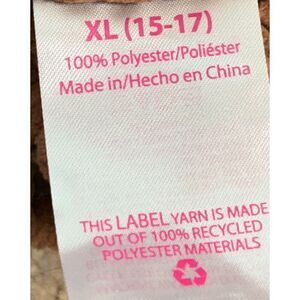 XL (15-17)
100% Polyester/Poliéster
Made in/Hecho en China
THIS LABEL YARN IS MADE
OUT OF 100% RECYCLED
POLYESTER MATERIALS